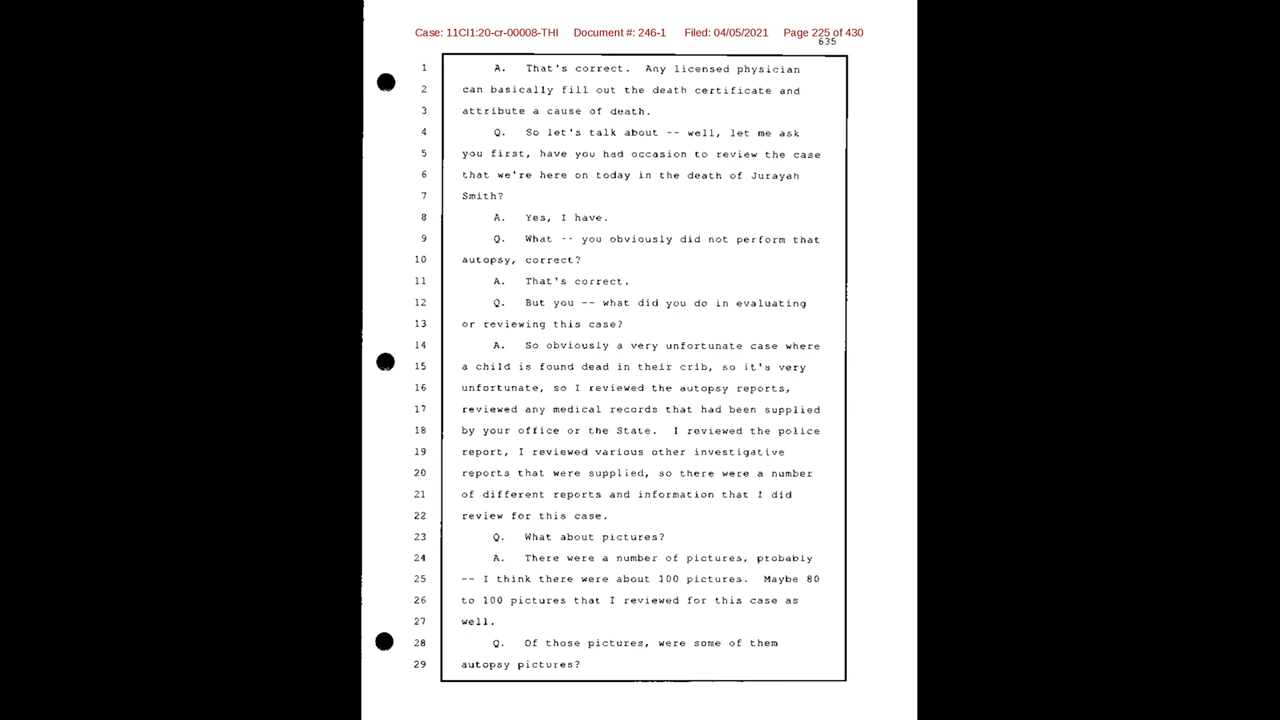 Case: 11CI1:20-cr-00008-THI Document #: 246-1 Filed: 04/05/2021 Page 225 of 430
635
1 A. That's correct. Any licensed physician
2 can basically fill out the death certificate and
3 attribute a cause of death.
4 Q. So let's talk about -- well, let me ask
5 you first, have you had occasion to review the case
6 that we're here on today in the death of Jurayah
7 Smith?
8 A. Yes, I have.
9 Q. What -- you obviously did not perform that
10 autopsy, correct?
11 A. That's correct.
12 Q. But you -- what did you do in evaluating
13 or reviewing this case?
14 A. So obviously a very unfortunate case where
15 a child is found dead in their crib, so it's very
16 unfortunate, so I reviewed the autopsy reports,
17 reviewed any medical records that had been supplied
18 by your office or the State. I reviewed the police
19 report, I reviewed various other investigative
20 reports that were supplied, so there were a number
21 of different reports and information that I did
22 review for this case.
23 Q. What about pictures?
24 A. There were a number of pictures, probably
25 -- I think there were about 100 pictures. Maybe 80
26 to 100 pictures that I reviewed for this case as
27 well.
28 Q. Of those pictures, were some of them
29 autopsy pictures?